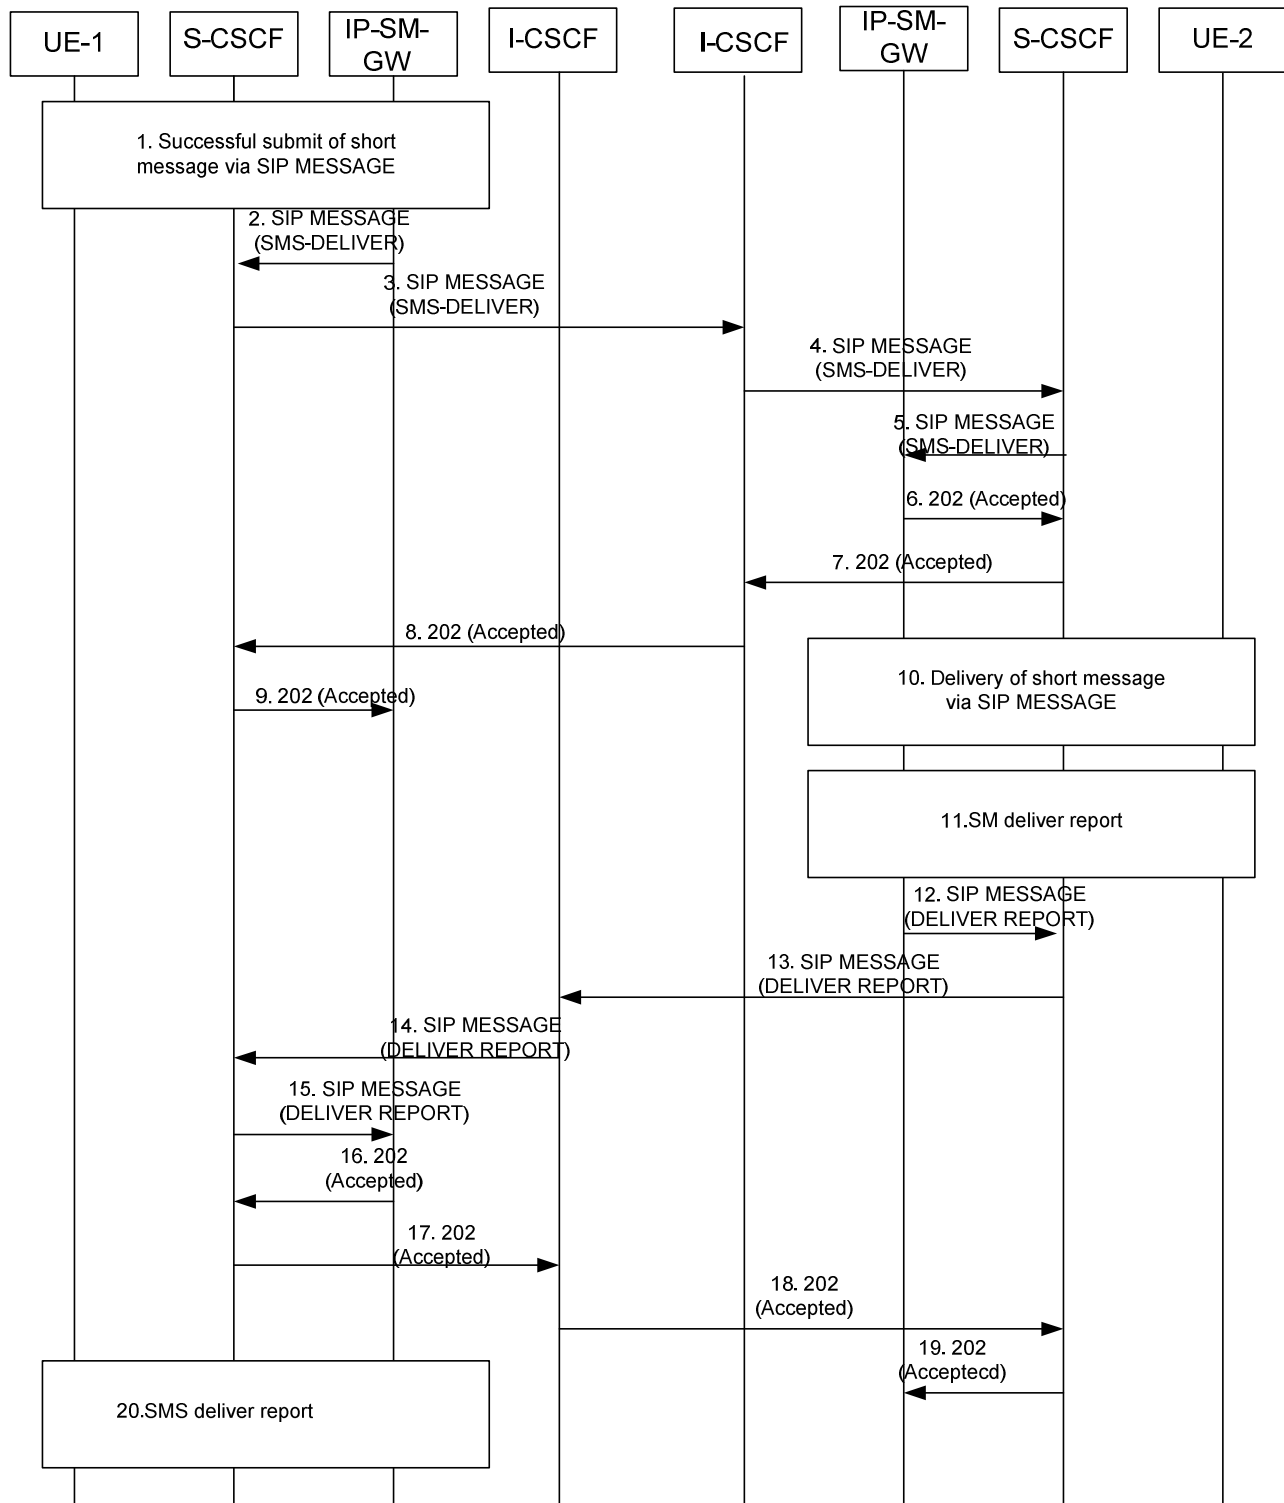 UE-1
S-CSCF
IP-SM-
GW
I-CSCF
I-CSCF
IP-SM-
GW
S-CSCF
UE-2
1. Successful submit of short
message via SIP MESSAGE
2. SIP MESSAGE
(SMS-DELIVER)
3. SIP MESSAGE
(SMS-DELIVER)
4. SIP MESSAGE
(SMS-DELIVER)
5. SIP MESSAGE
(SMS-DELIVER)
6. 202 (Accepted)
7. 202 (Accepted)
8. 202 (Accepted)
9. 202 (Accepted)
10. Delivery of short message
via SIP MESSAGE
11.SM deliver report
12. SIP MESSAGE
(DELIVER REPORT)
13. SIP MESSAGE
(DELIVER REPORT)
14. SIP MESSAGE
(DELIVER REPORT)
15. SIP MESSAGE
(DELIVER REPORT)
16. 202
(Accepted)
17. 202
(Accepted)
18. 202
(Accepted)
19. 202
(Acceptecd)
20.SMS deliver report